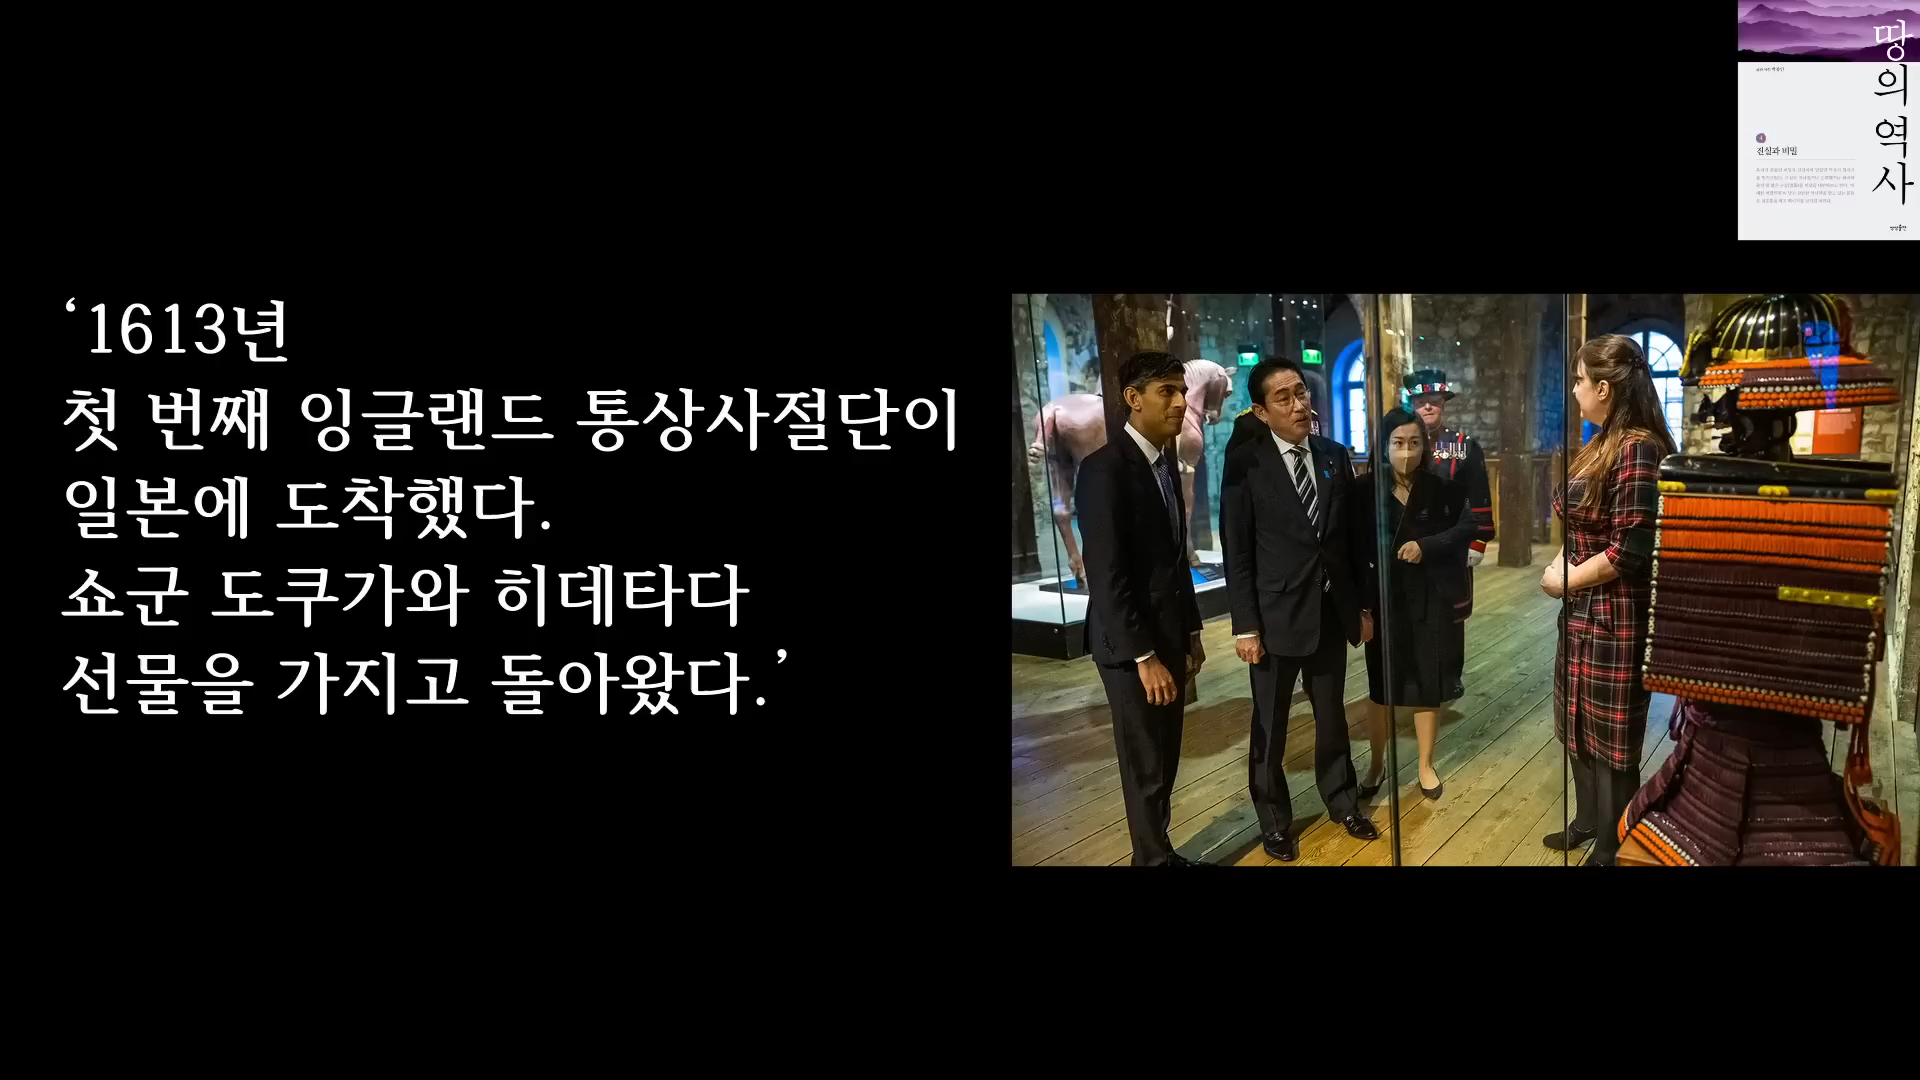 ‘1613년
첫 번째 잉글랜드 통상사절단이
일본에 도착했다.
쇼군 도쿠가와 히데타다
선물을 가지고 돌아왔다.’
땅의 역사
진실과 비밀